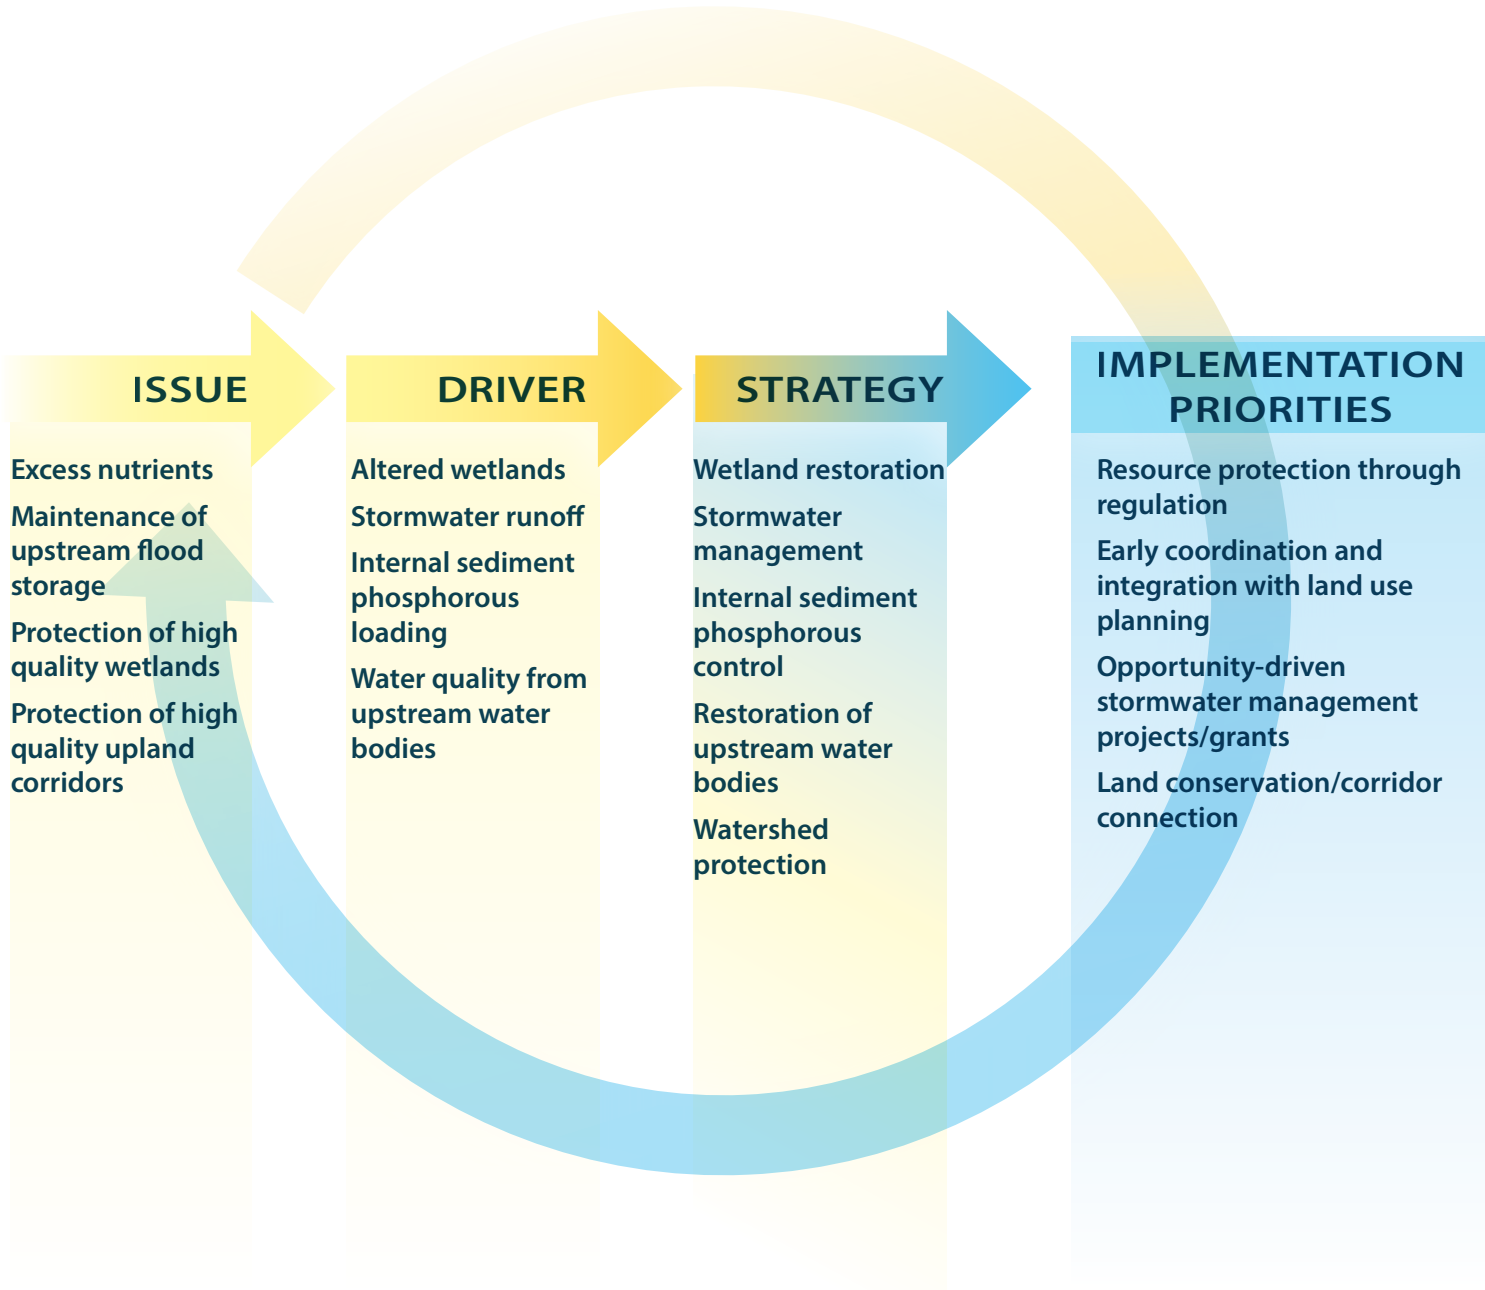 ISSUE
Excess nutrients
Maintenance of
upstream flood
storage
Protection of high
quality wetlands
Protection of high
quality upland
corridors
DRIVER
Altered wetlands
Stormwater runoff
Internal sediment
phosphorous
loading
Water quality from
upstream water
bodies
STRATEGY
Wetland restoration
Stormwater
management
Internal sediment
phosphorous
control
Restoration of
upstream water
bodies
Watershed
protection
IMPLEMENTATION
PRIORITIES
Resource protection through
regulation
Early coordination and
integration with land use
planning
Opportunity-driven
stormwater management
projects/grants
Land conservation/corridor
connection